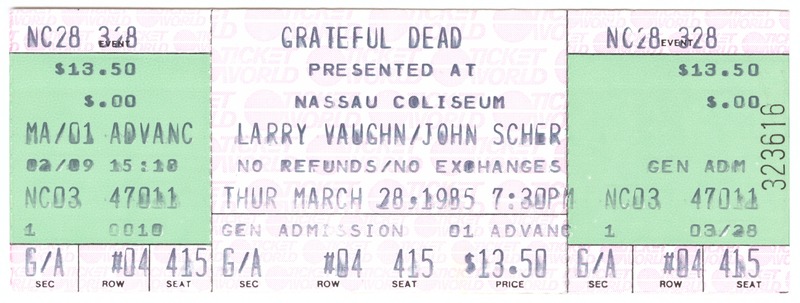 NC28 328
EVENT
$13.50
$.00
MA/01 ADVANC
02/09 15:10
NC03 47011
1 0010
G/A #04 415
SEC ROW SEAT
GRATEFUL DEAD
PRESENTED AT
NASSAU COLISEUM
LARRY VAUGHN/JOHN SCHER
NO REFUNDS/NO EXCHANGES
THUR MARCH 28,1985 7:30PM
GEN ADMISSION 01 ADVANC
G/A #04 415 $13.50
SEC ROW SEAT PRICE
NC28 328
EVENT
$13.50
$.00
GEN ADM
NC03 47011
1 03/28
G/A #04 415
SEC ROW SEAT
323616
TICKET WORLD